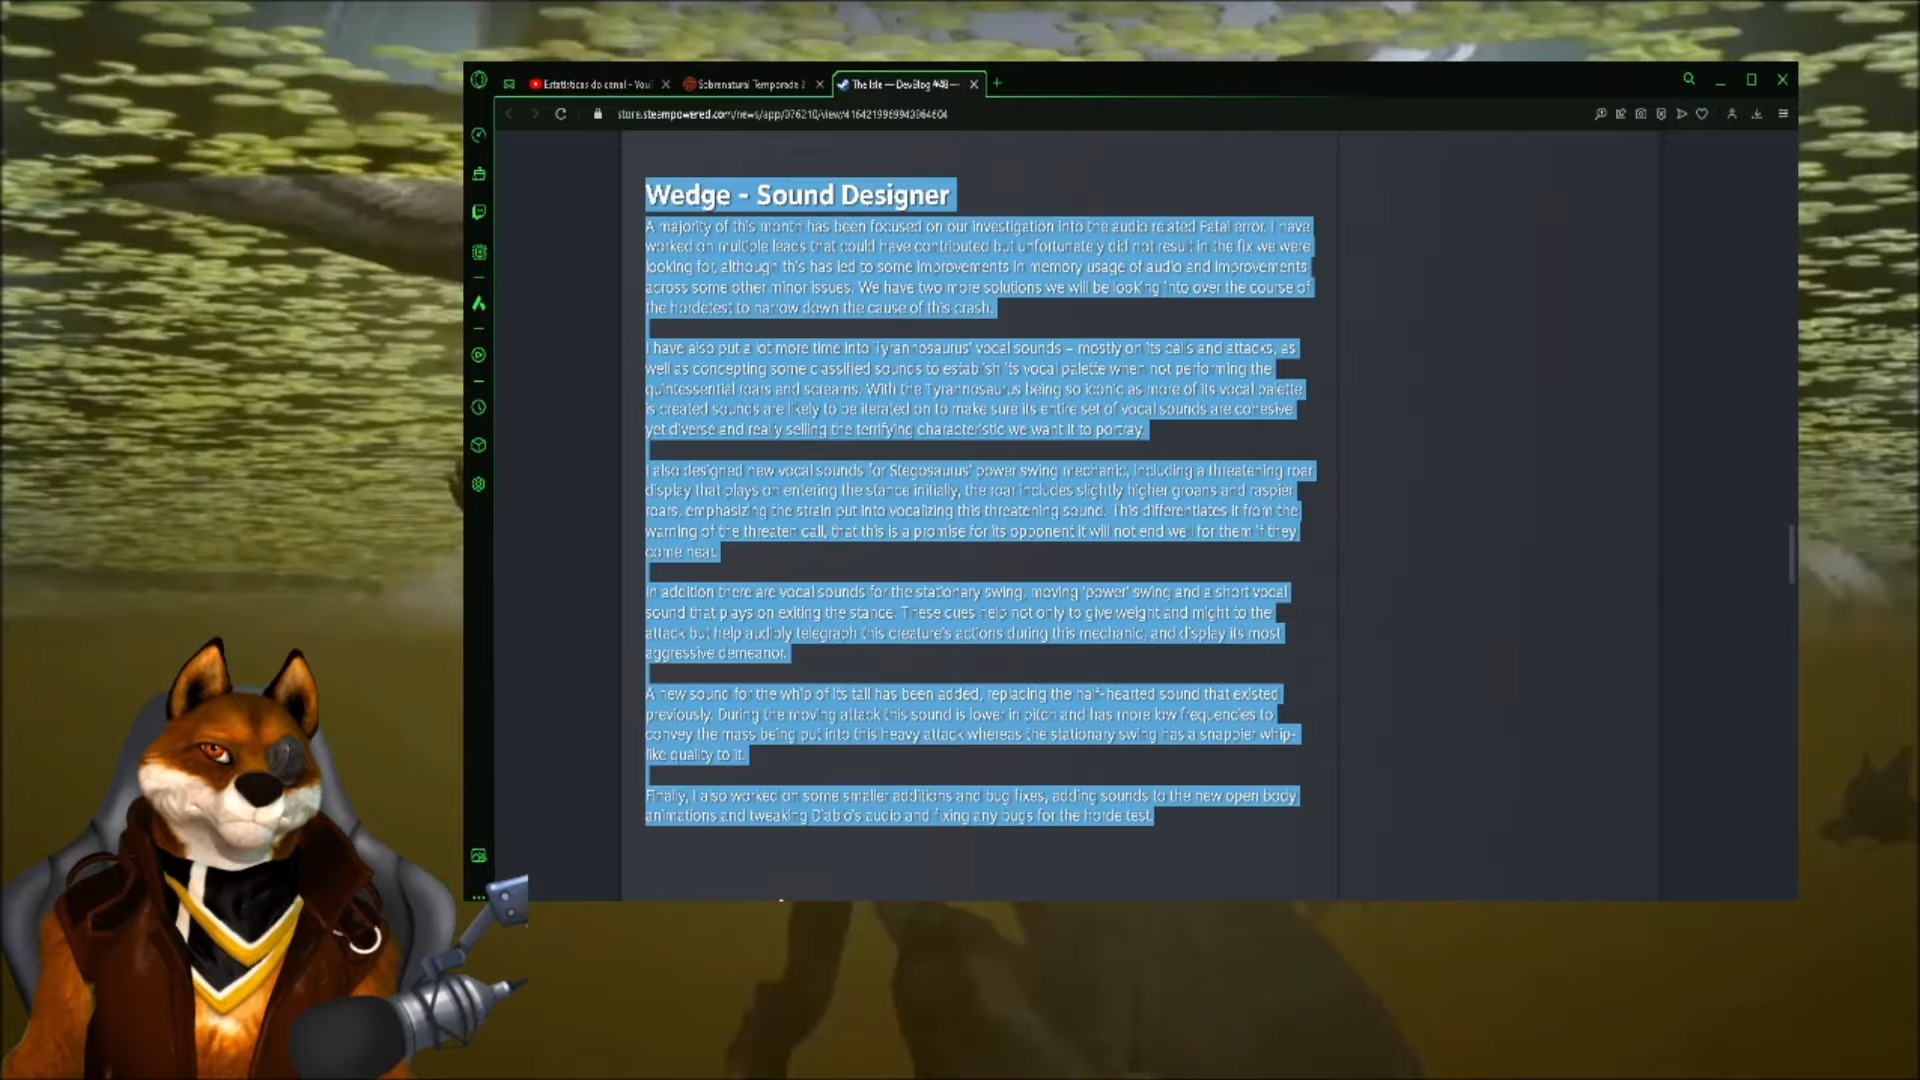 Estatísticas do canal - You
Sobrenatural Temporada 2
The Isle — DevBlog #48 —
store.steampowered.com/news/app/376210/view/4164219969943964604
Wedge - Sound Designer
A majority of this month has been focused on our investigation into the audio related Fatal error. I have
worked on multiple leads that could have contributed but unfortunately did not result in the fix we were
looking for, although this has led to some improvements in memory usage of audio and improvements
across some other minor issues. We have two more solutions we will be looking into over the course of
the hordetest to narrow down the cause of this crash.
I have also put a lot more time into Tyrannosaurus' vocal sounds – mostly on its calls and attacks, as
well as concepting some classified sounds to establish its vocal palette when not performing the
quintessential roars and screams. With the Tyrannosaurus being so iconic as more of its vocal palette
is created sounds are likely to be iterated on to make sure its entire set of vocal sounds are cohesive
yet diverse and really selling the terrifying characteristic we want it to portray.
I also designed new vocal sounds for Stegosaurus' power swing mechanic, including a threatening roar
display that plays on entering the stance initially, the roar includes slightly higher groans and raspier
roars, emphasizing the strain put into vocalizing this threatening sound. This differentiates it from the
warning of the threaten call, that this is a promise for its opponent it will not end well for them if they
come near.
In addition there are vocal sounds for the stationary swing, moving 'power' swing and a short vocal
sound that plays on exiting the stance. These cues help not only to give weight and might to the
attack but help audibly telegraph this creature's actions during this mechanic, and display its most
aggressive demeanor.
A new sound for the whip of its tail has been added, replacing the half-hearted sound that existed
previously. During the moving attack this sound is lower in pitch and has more low frequencies to
convey the mass being put into this heavy attack whereas the stationary swing has a snappier whip-
like quality to it.
Finally, I also worked on some smaller additions and bug fixes, adding sounds to the new open body
animations and tweaking Diablo's audio and fixing any bugs for the horde test.